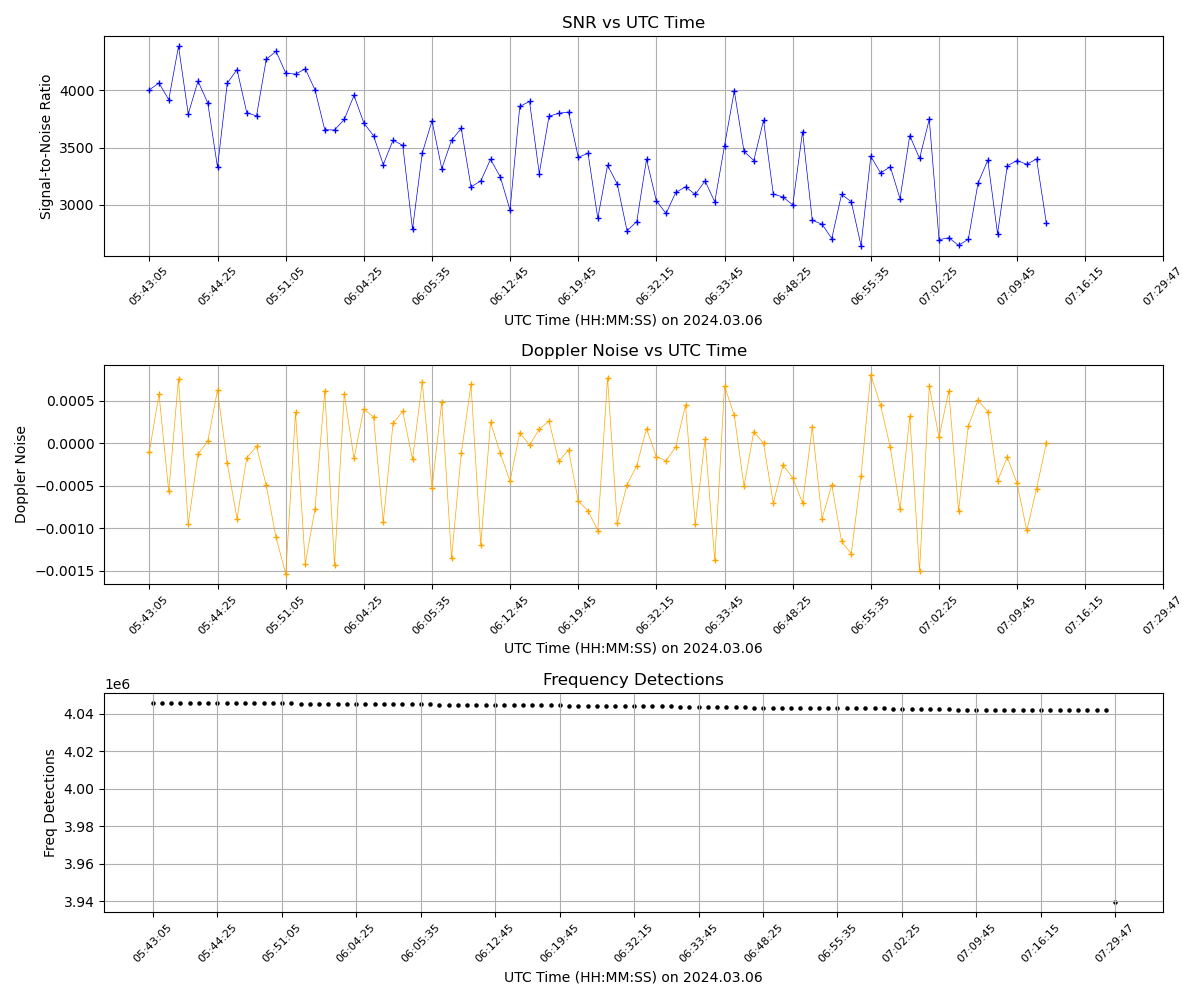 SNR vs UTC Time
Signal-to-Noise Ratio
4000
3500
3000
05:43:05 05:44:25 05:51:05 06:04:25 06:05:35 06:12:45 06:19:45 06:32:15 06:33:45 06:48:25 06:55:35 07:02:25 07:09:45 07:16:15 07:29:47
UTC Time (HH:MM:SS) on 2024.03.06
Doppler Noise vs UTC Time
Doppler Noise
0.0005
0.0000
−0.0005
−0.0010
−0.0015
05:43:05 05:44:25 05:51:05 06:04:25 06:05:35 06:12:45 06:19:45 06:32:15 06:33:45 06:48:25 06:55:35 07:02:25 07:09:45 07:16:15 07:29:47
UTC Time (HH:MM:SS) on 2024.03.06
Frequency Detections
1e6
Freq Detections
4.04
4.02
4.00
3.98
3.96
3.94
05:43:05 05:44:25 05:51:05 06:04:25 06:05:35 06:12:45 06:19:45 06:32:15 06:33:45 06:48:25 06:55:35 07:02:25 07:09:45 07:16:15 07:29:47
UTC Time (HH:MM:SS) on 2024.03.06